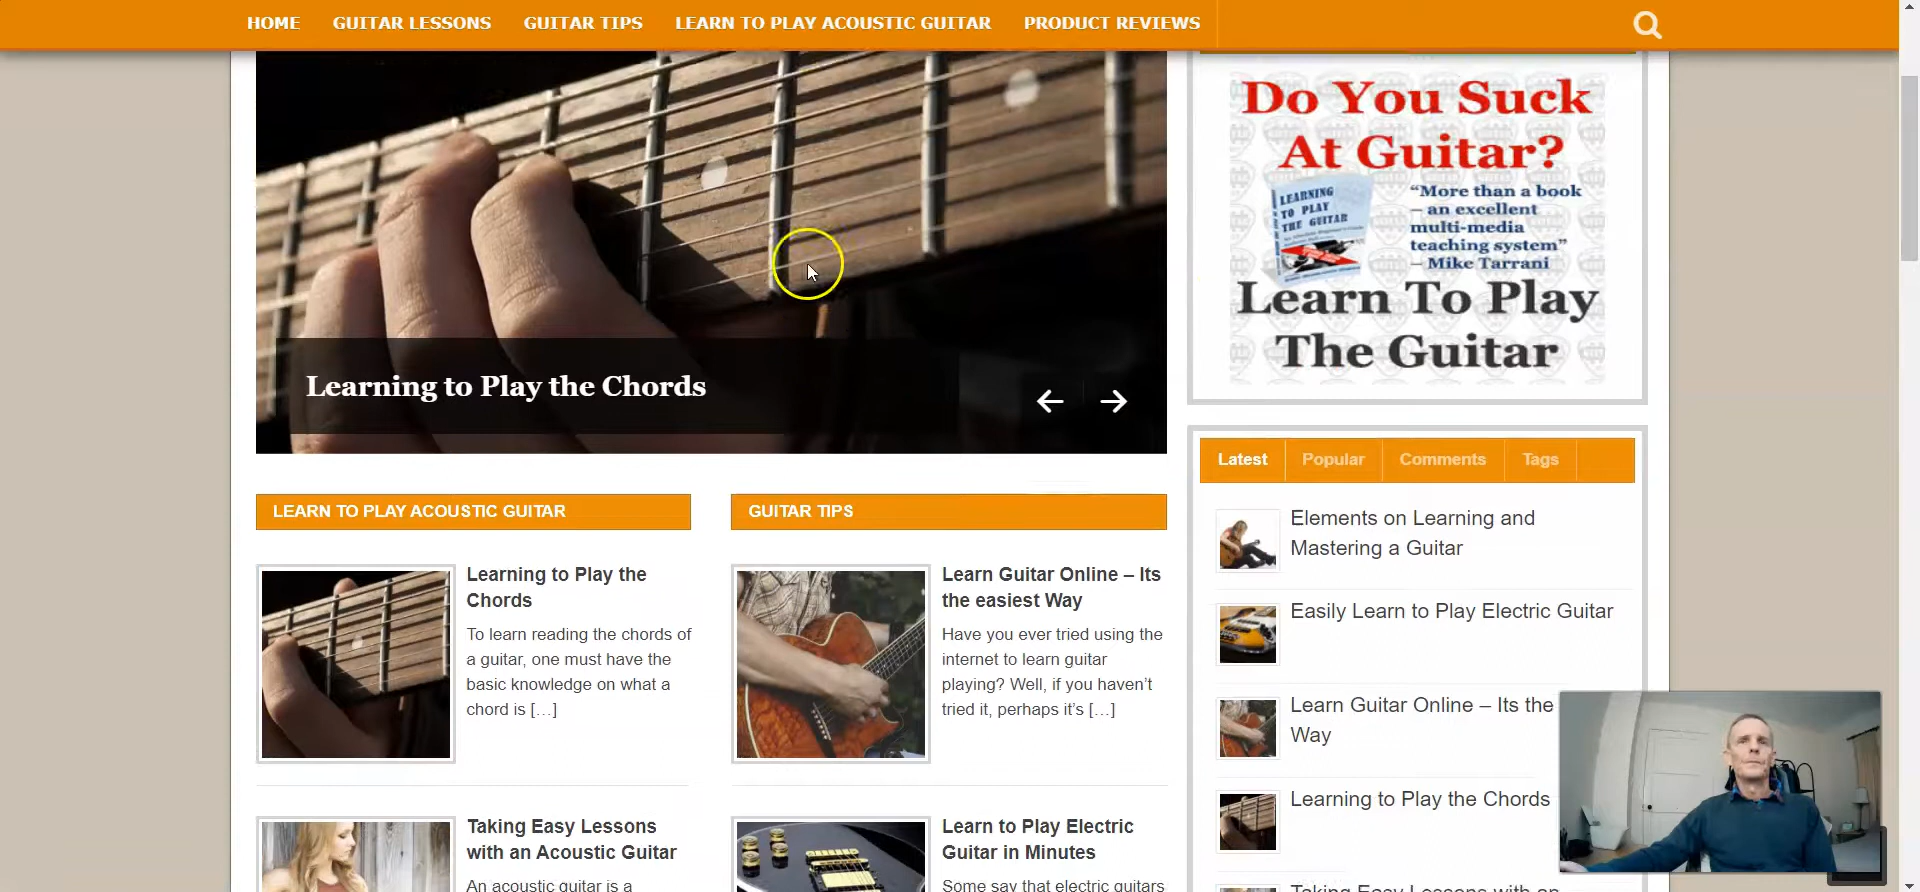 HOME
GUITAR LESSONS
GUITAR TIPS
LEARN TO PLAY ACOUSTIC GUITAR
PRODUCT REVIEWS
Learning to Play the Chords
Do You Suck
At Guitar?
LEARNING
TO PLAY
THE GUITAR
“More than a book
– an excellent
multi-media
teaching system”
– Mike Tarrani
Learn To Play
The Guitar
LEARN TO PLAY ACOUSTIC GUITAR
Learning to Play the
Chords
To learn reading the chords of
a guitar, one must have the
basic knowledge on what a
chord is […]
Taking Easy Lessons
with an Acoustic Guitar
An acoustic guitar is a
GUITAR TIPS
Learn Guitar Online – Its
the easiest Way
Have you ever tried using the
internet to learn guitar
playing? Well, if you haven’t
tried it, perhaps it’s […]
Learn to Play Electric
Guitar in Minutes
Some say that electric guitars
Latest
Popular
Comments
Tags
Elements on Learning and
Mastering a Guitar
Easily Learn to Play Electric Guitar
Learn Guitar Online – Its the
Way
Learning to Play the Chords
Taking Easy Lessons with an